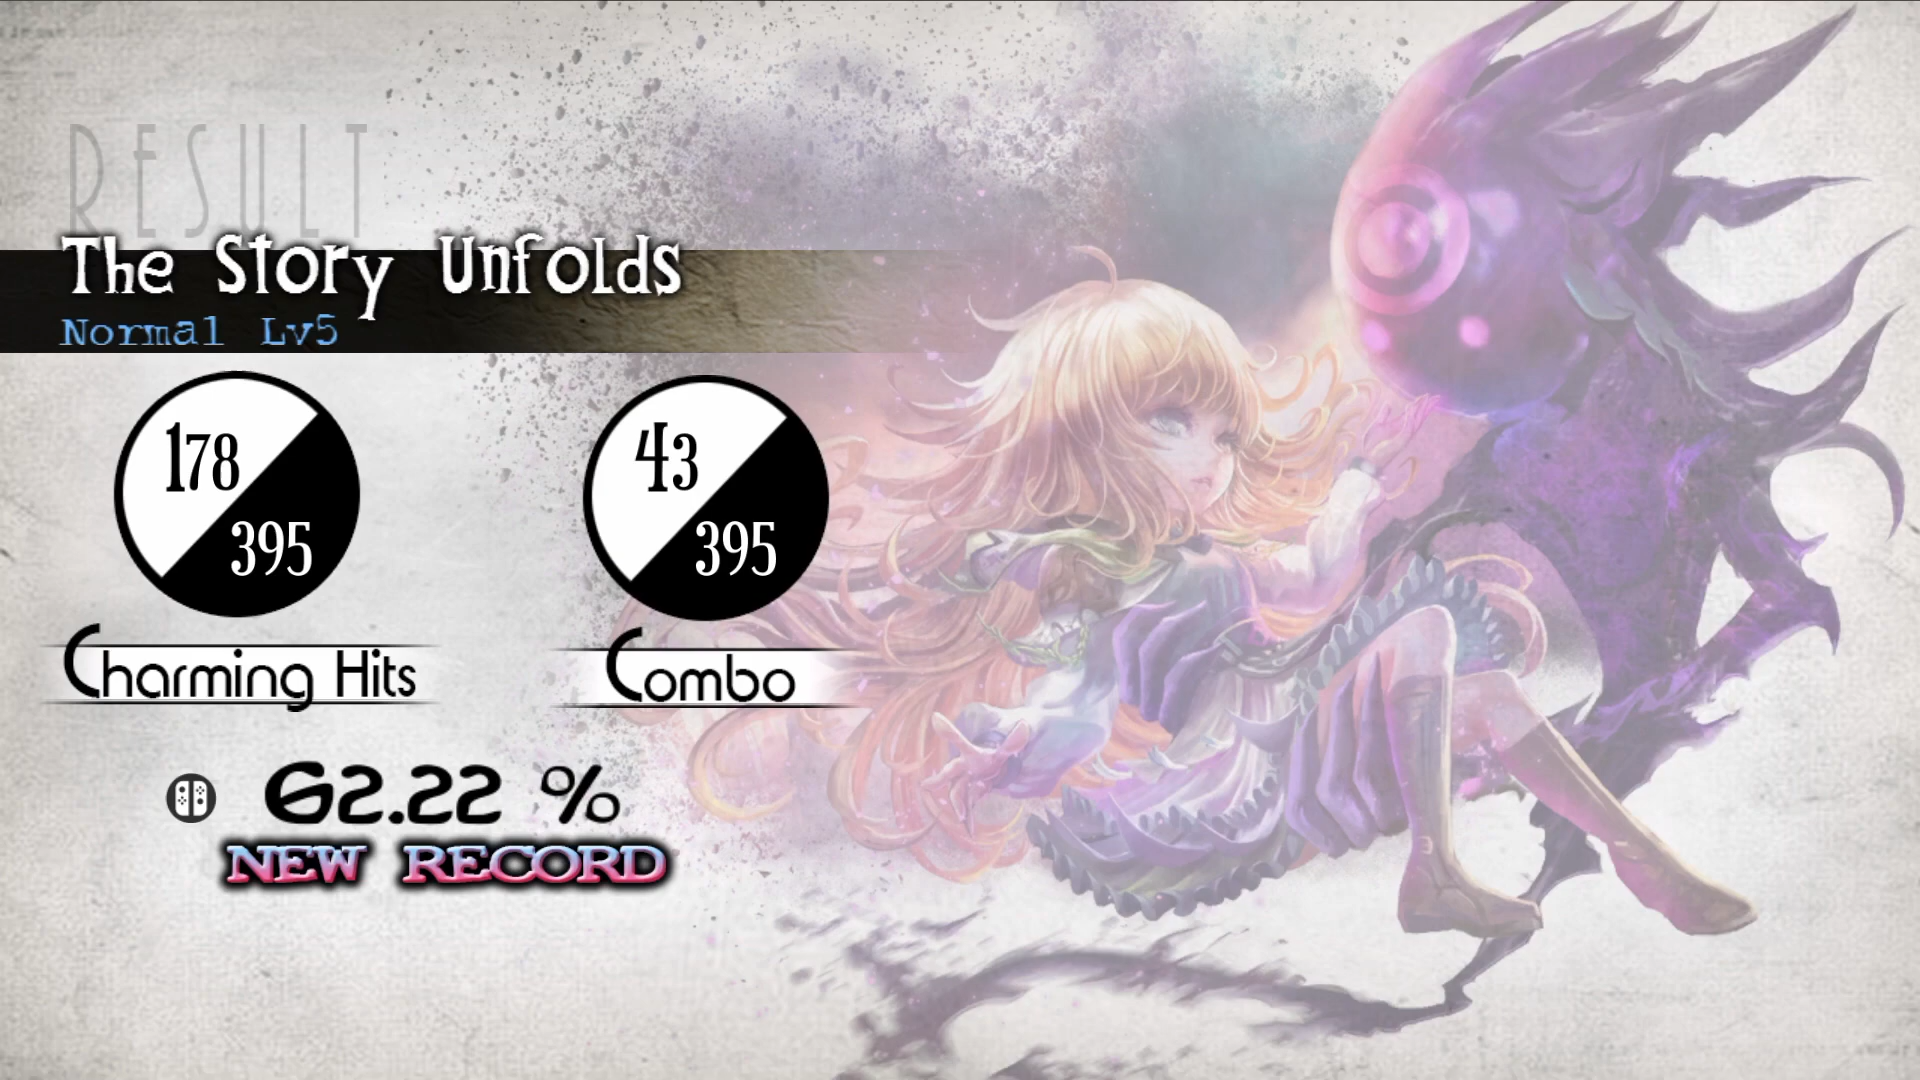 RESULT
The Story Unfolds
Normal Lv5
178
395
Charming Hits
43
395
Combo
62.22 %
NEW RECORD